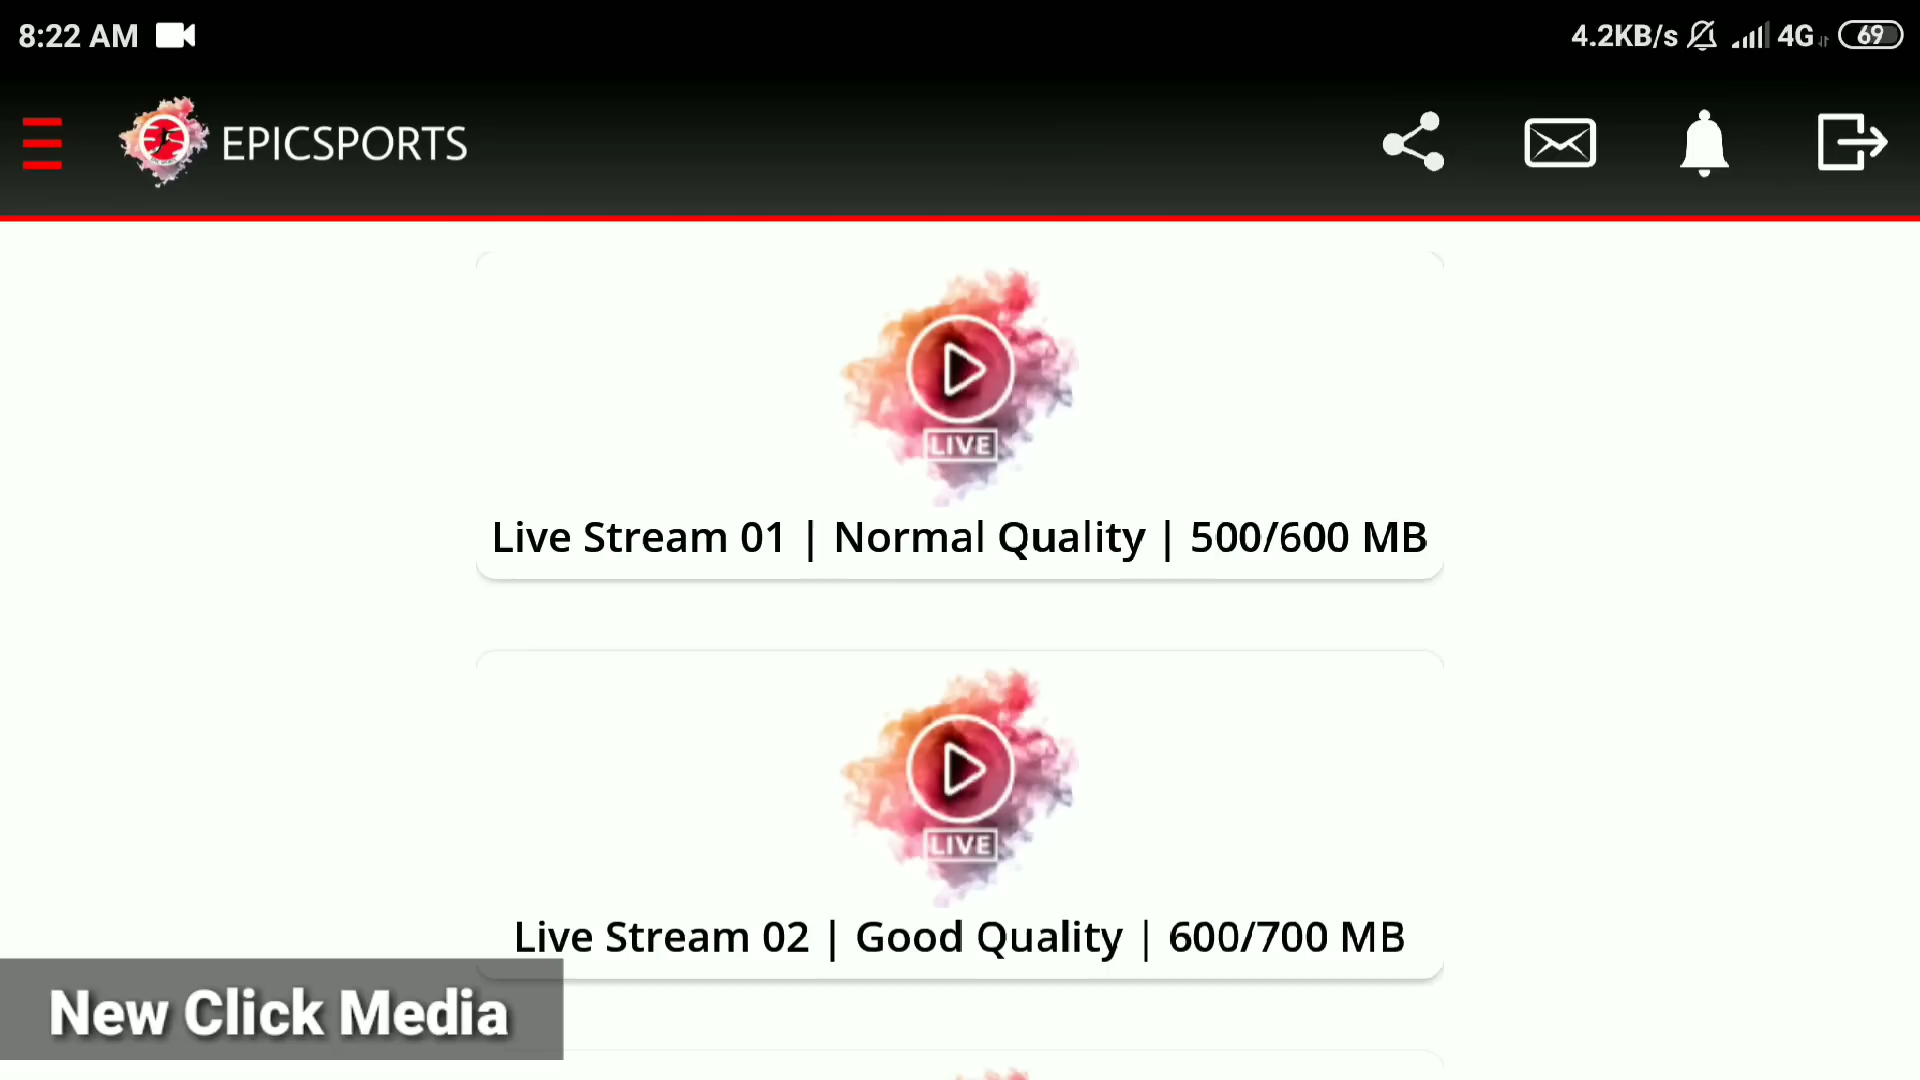 8:22 AM
4.2KB/s 4G 69
EPICSPORTS
LIVE
Live Stream 01 | Normal Quality | 500/600 MB
LIVE
Live Stream 02 | Good Quality | 600/700 MB
New Click Media